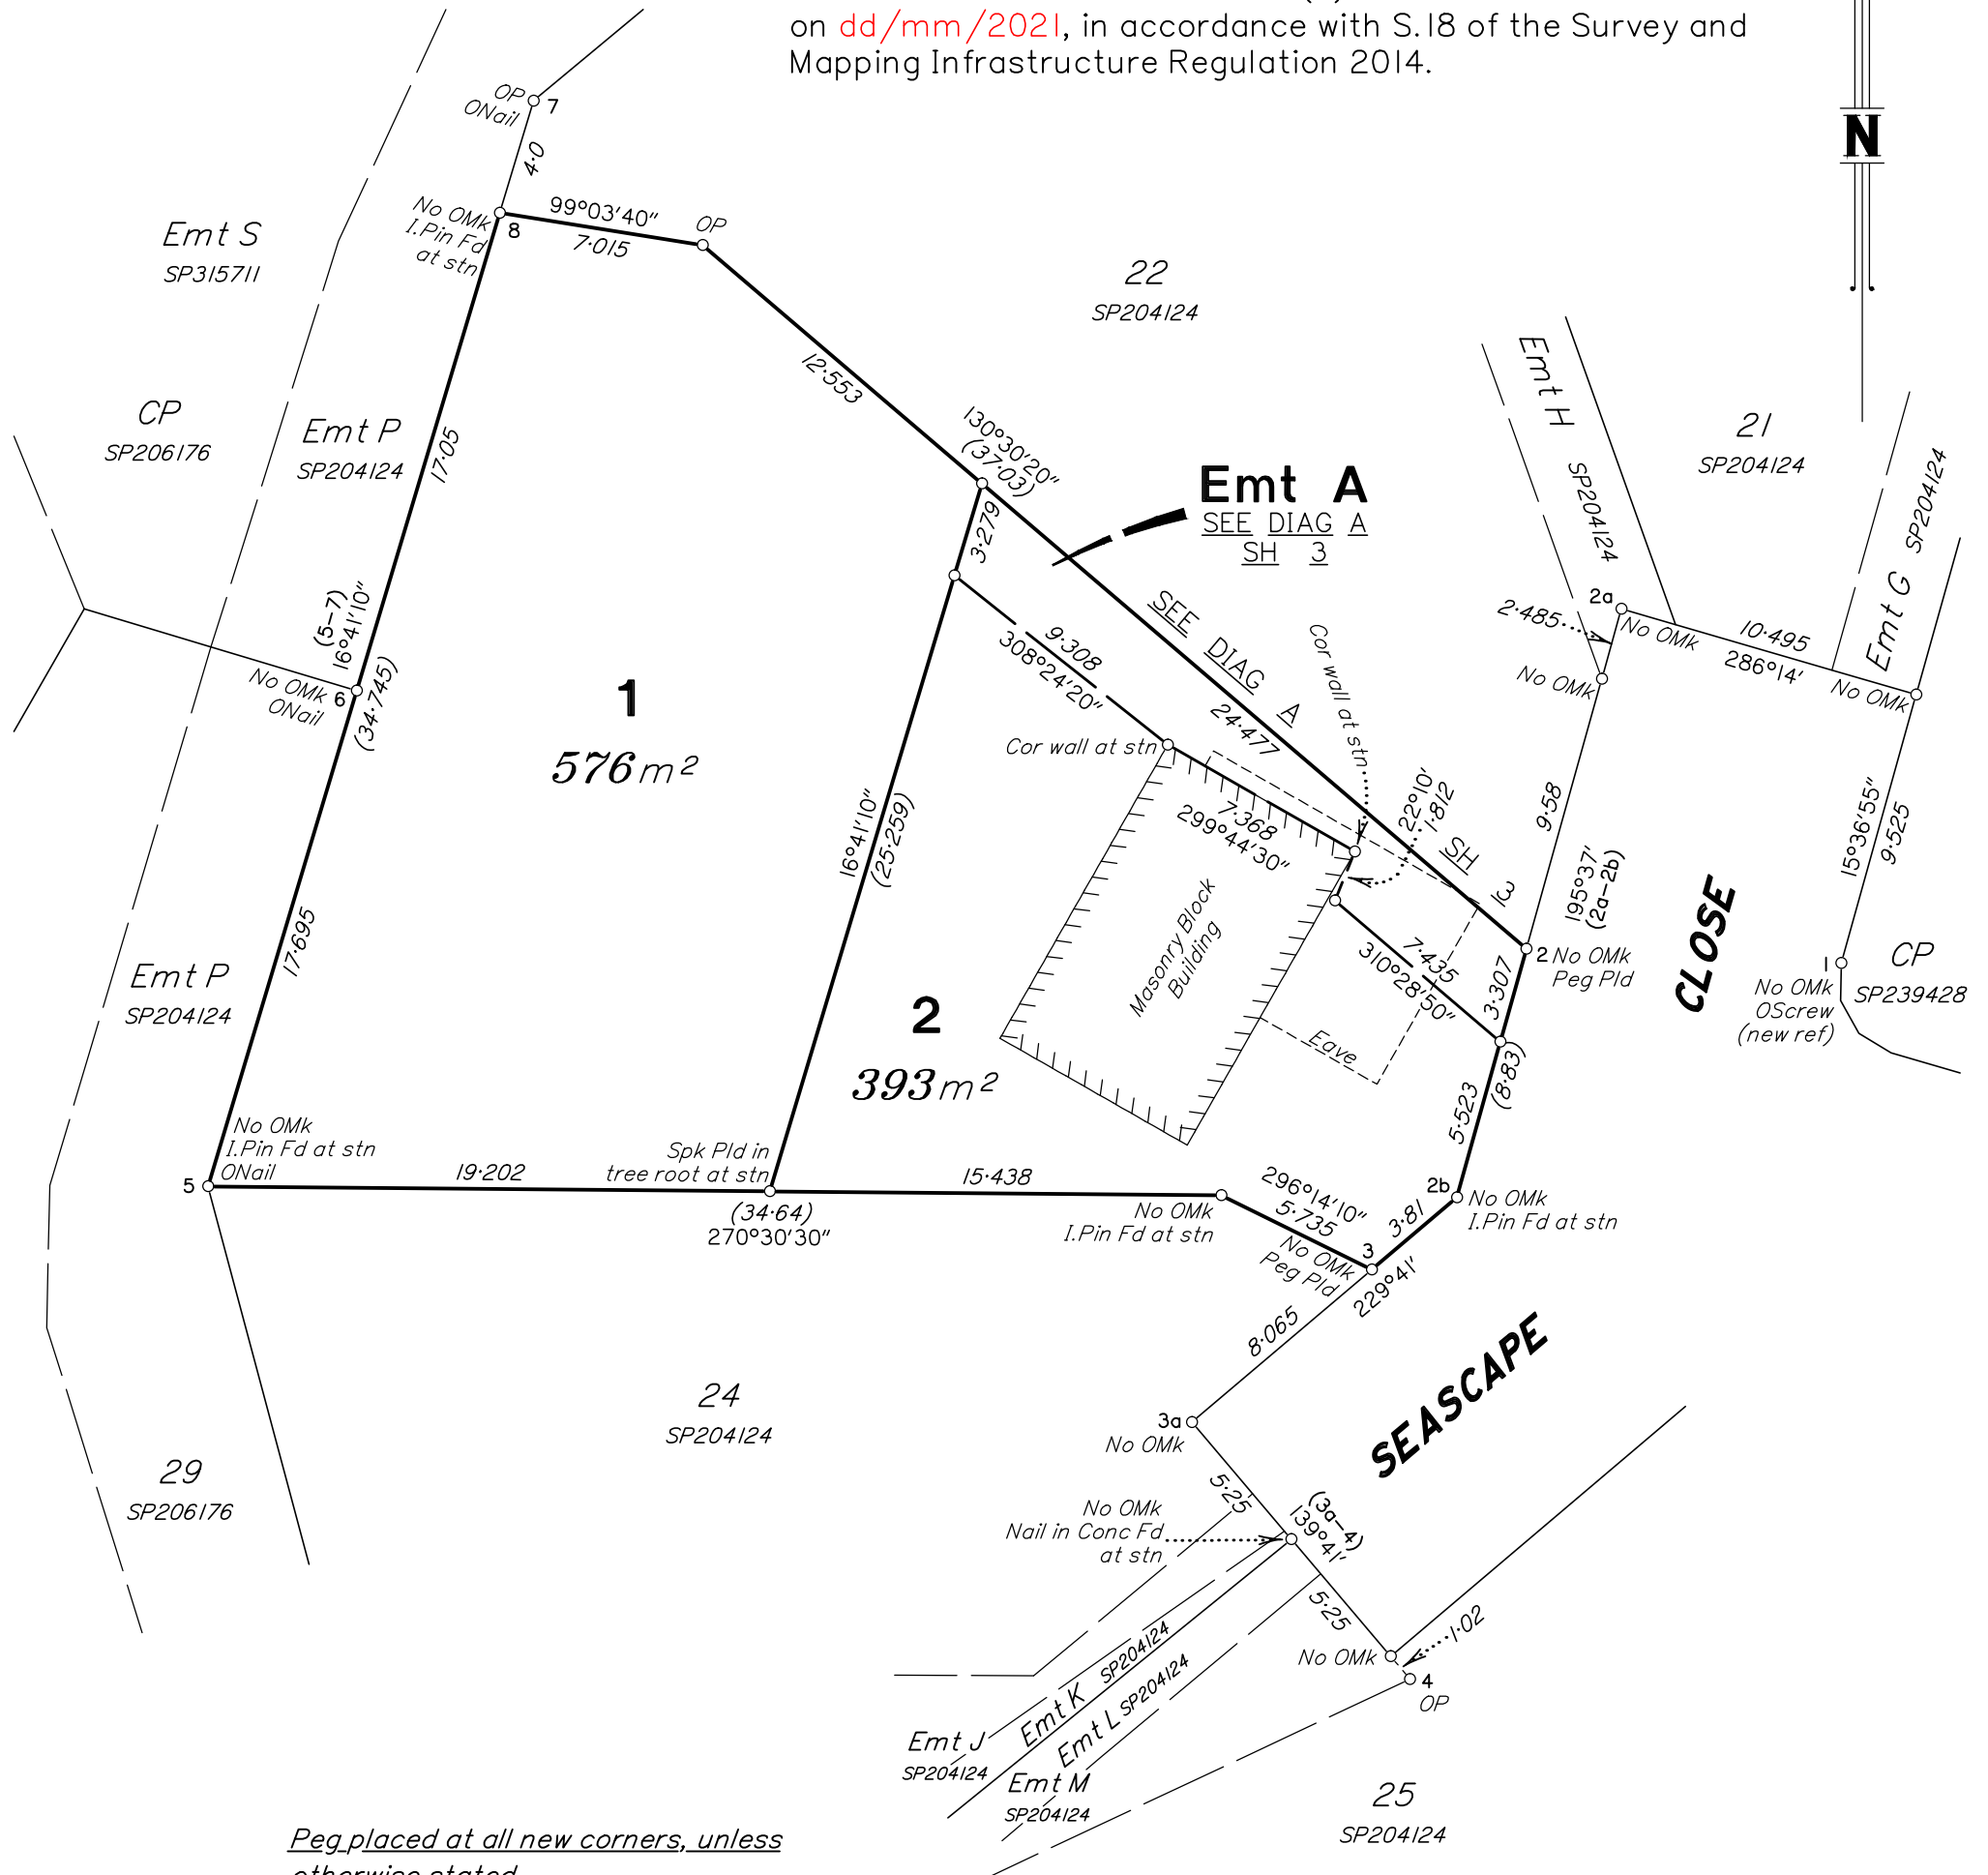 on dd/mm/2021, in accordance with S.18 of the Survey and
Mapping Infrastructure Regulation 2014.
N
OP
ONail
7
4·0
No OMk
I.Pin Fd
at stn
8
99°03'40"
7·015
OP
Emt S
SP315711
22
SP204124
CP
SP206176
Emt P
SP204124
17·05
12·553
130°30'20"
(37·03)
Emt A
SEE DIAG A
SH 3
3·279
Emt H
SP204124
21
SP204124
Emt G
SP204124
2a
2·485
No OMk
10·495
286°14'
No OMk
No OMk
(5-7)
16°41'10"
No OMk
ONail
6
(34·745)
1
576 m²
9·308
308°24'20"
SEE DIAG A SH 3
24·477
Cor wall at stn
Cor wall at stn
7·368
299°44'30"
22°10'
1·812
9·58
195°37'
(2a-2b)
15°36'55"
9·525
16°41'10"
(25·259)
Masonry Block
Building
CLOSE
2
No OMk
Peg Pld
1
No OMk
OScrew
(new ref)
CP
SP239428
17·695
Emt P
SP204124
7·435
310°28'50"
3·307
(8·83)
5·523
Eave
2
393 m²
No OMk
I.Pin Fd at stn
ONail
5
19·202
Spk Pld in
tree root at stn
(34·64)
270°30'30"
15·438
No OMk
I.Pin Fd at stn
296°14'10"
5·735
No OMk
Peg Pld
3
3·81
229°41'
2b
No OMk
I.Pin Fd at stn
8·065
SEASCAPE
24
SP204124
3a
No OMk
29
SP206176
5·25
(3a-4)
139°41'
No OMk
Nail in Conc Fd
at stn
5·25
No OMk
1·02
4
OP
Emt K SP204124
Emt L SP204124
Emt J
SP204124
Emt M
SP204124
25
SP204124
Peg placed at all new corners, unless
otherwise stated